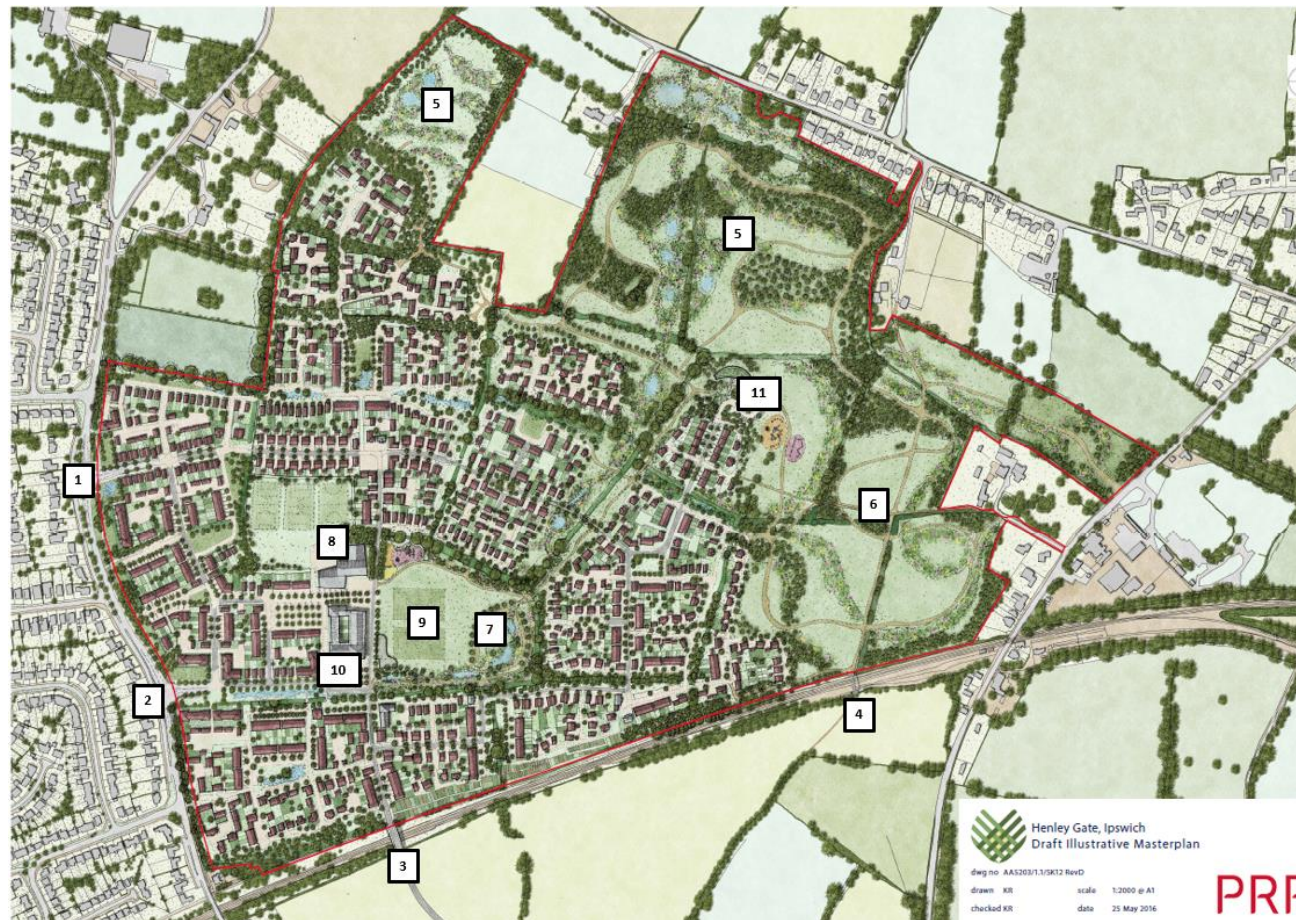 5
5
11
1
6
8
9
7
10
2
4
3
Henley Gate, Ipswich
Draft Illustrative Masterplan
dwg no AA5203/1.1/SK12 RevD
drawn KR scale 1:2000 @ A1
checked KR date 25 May 2016
PRP